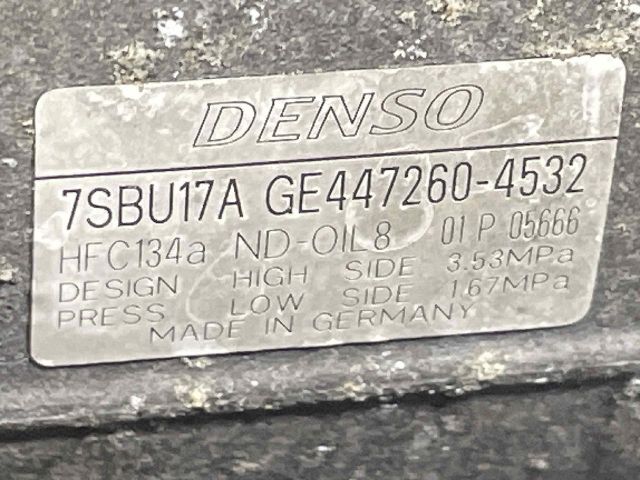 DENSO
7SBU17A GE447260-4532
HFC134a ND-OIL8 01 P 05666
DESIGN HIGH SIDE 3.53MPa
PRESS LOW SIDE 1.67MPa
MADE IN GERMANY